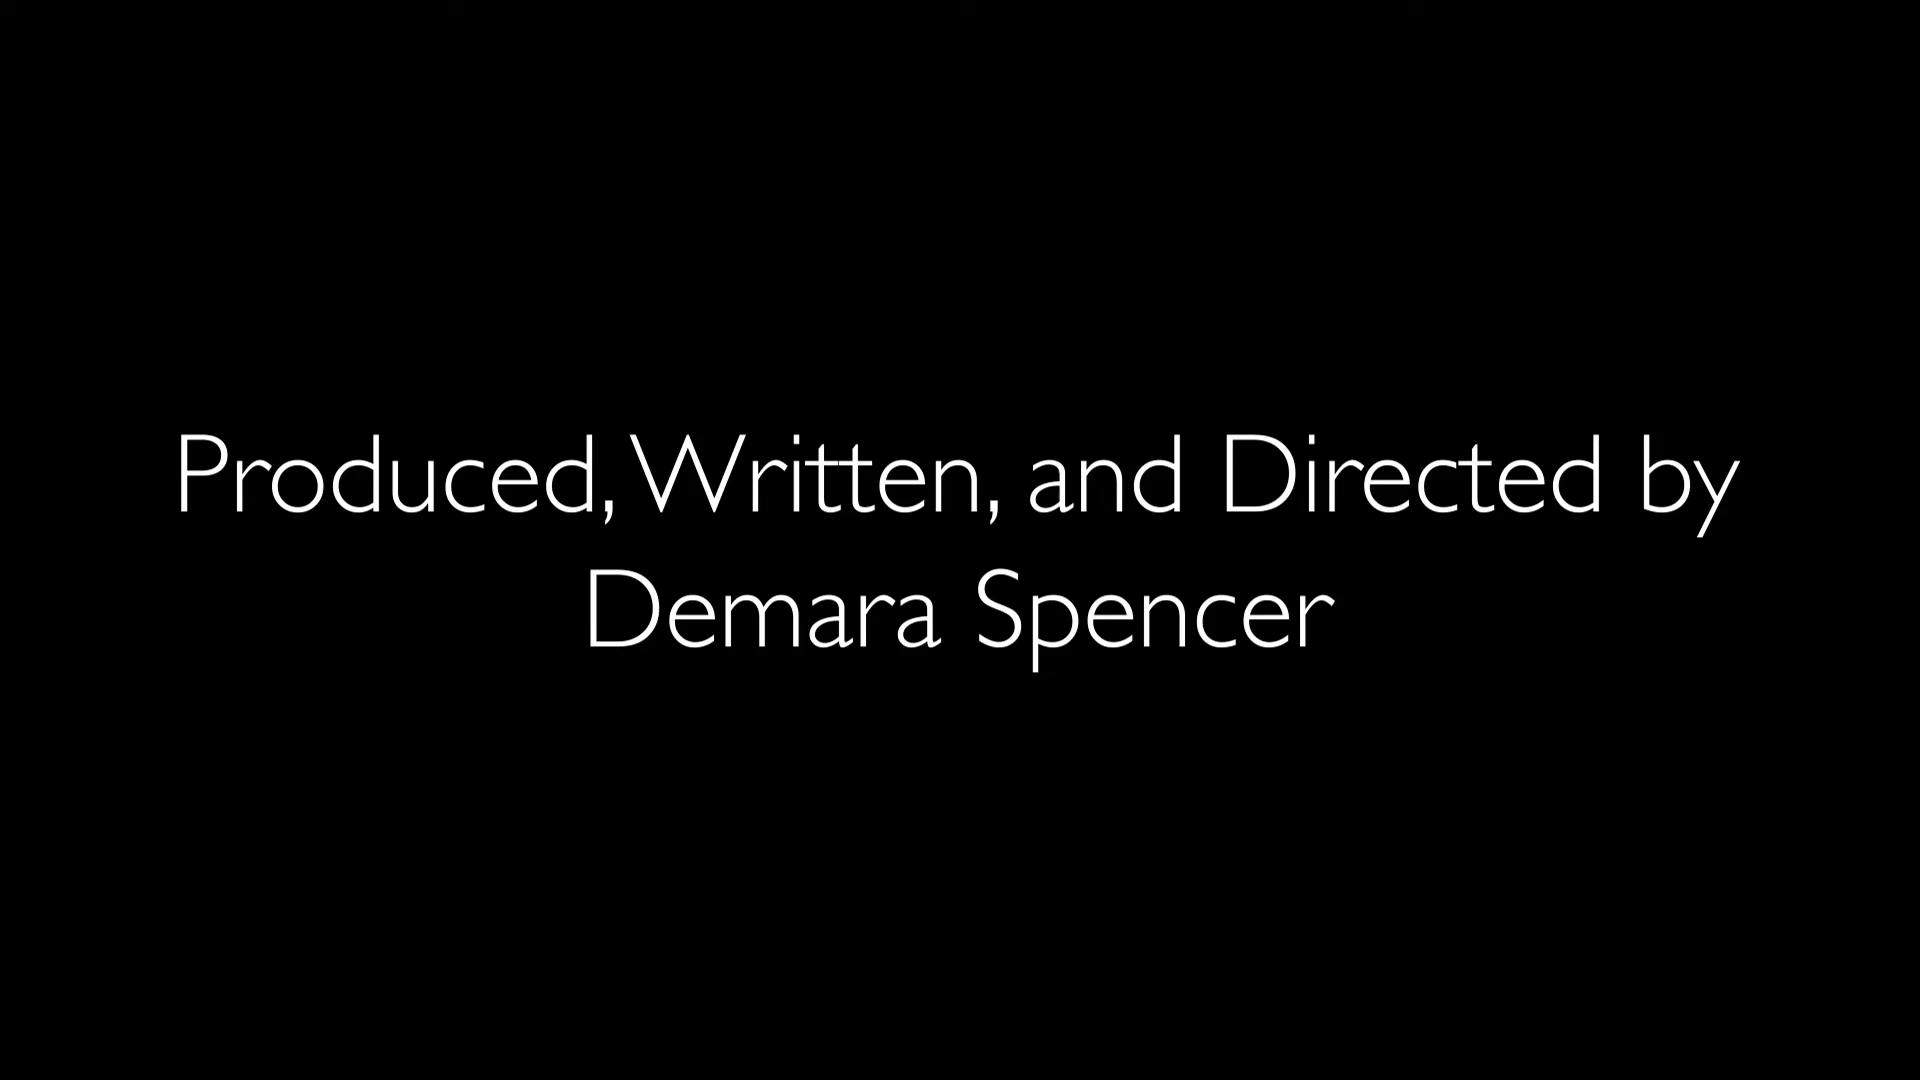 Produced, Written, and Directed by
Demara Spencer